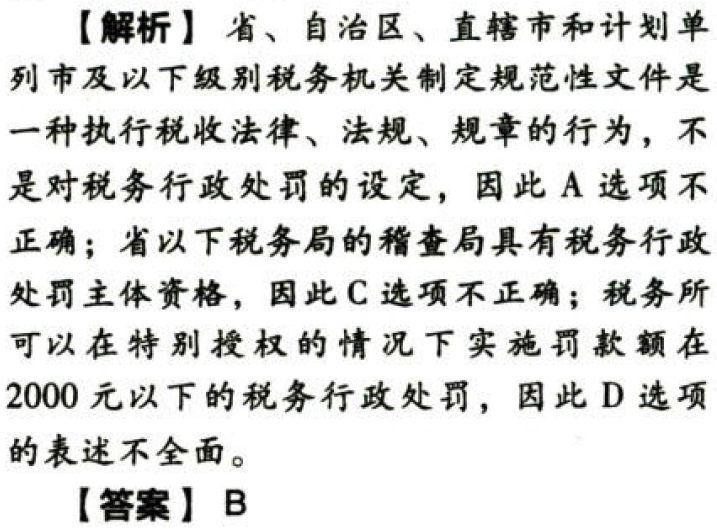 【解析】 省、自治区、直辖市和计划单
列市及以下级别税务机关制定规范性文件是
一种执行税收法律、法规、规章的行为，不
是对税务行政处罚的设定，因此 A 选项不
正确；省以下税务局的稽查局具有税务行政
处罚主体资格，因此 C 选项不正确；税务所
可以在特别授权的情况下实施罚款额在
2000 元以下的税务行政处罚，因此 D 选项
的表述不全面。
【答案】 B